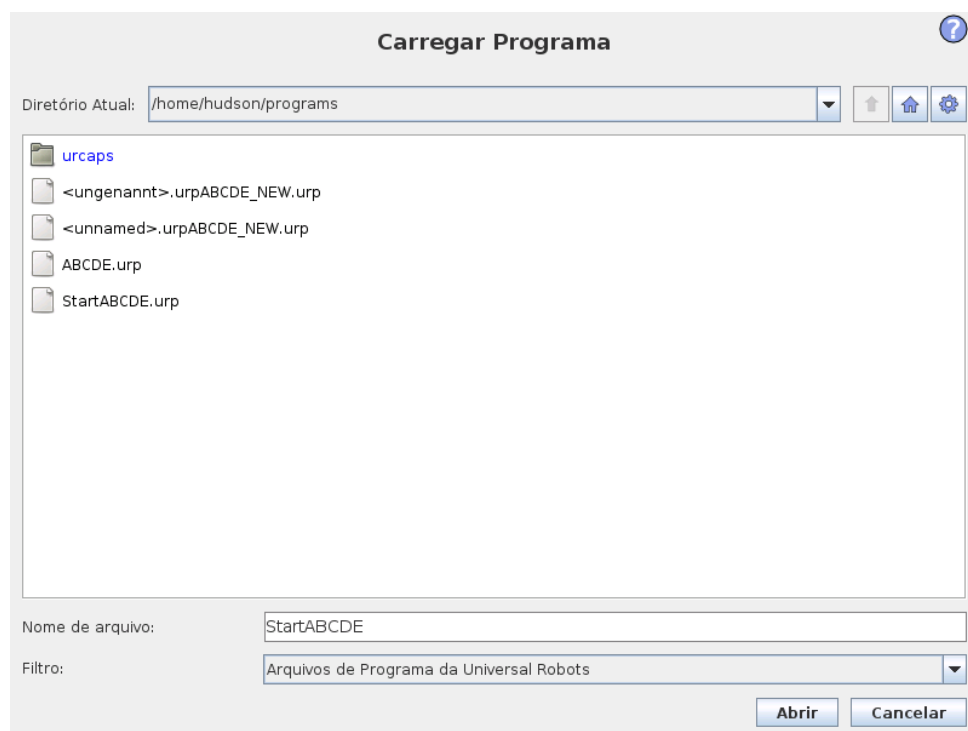 Carregar Programa
?
Diretório Atual: /home/hudson/programs
urcaps
<ungenannt>.urpABCDE_NEW.urp
<unnamed>.urpABCDE_NEW.urp
ABCDE.urp
StartABCDE.urp
Nome de arquivo: StartABCDE
Filtro: Arquivos de Programa da Universal Robots
Abrir Cancelar